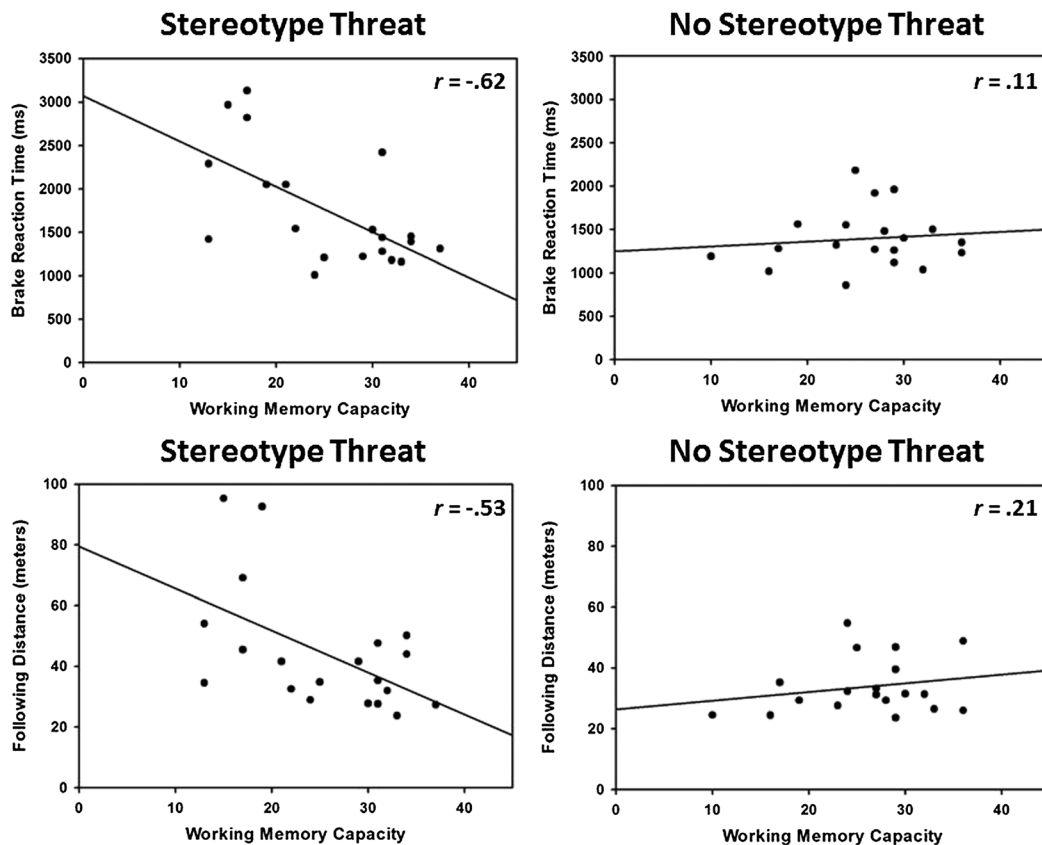 Stereotype Threat
r = -.62
3500
3000
2500
2000
1500
1000
500
0
Brake Reaction Time (ms)
0 10 20 30 40
Working Memory Capacity
No Stereotype Threat
r = .11
3500
3000
2500
2000
1500
1000
500
0
Brake Reaction Time (ms)
0 10 20 30 40
Working Memory Capacity
Stereotype Threat
r = -.53
100
80
60
40
20
0
Following Distance (meters)
0 10 20 30 40
Working Memory Capacity
No Stereotype Threat
r = .21
100
80
60
40
20
0
Following Distance (meters)
0 10 20 30 40
Working Memory Capacity